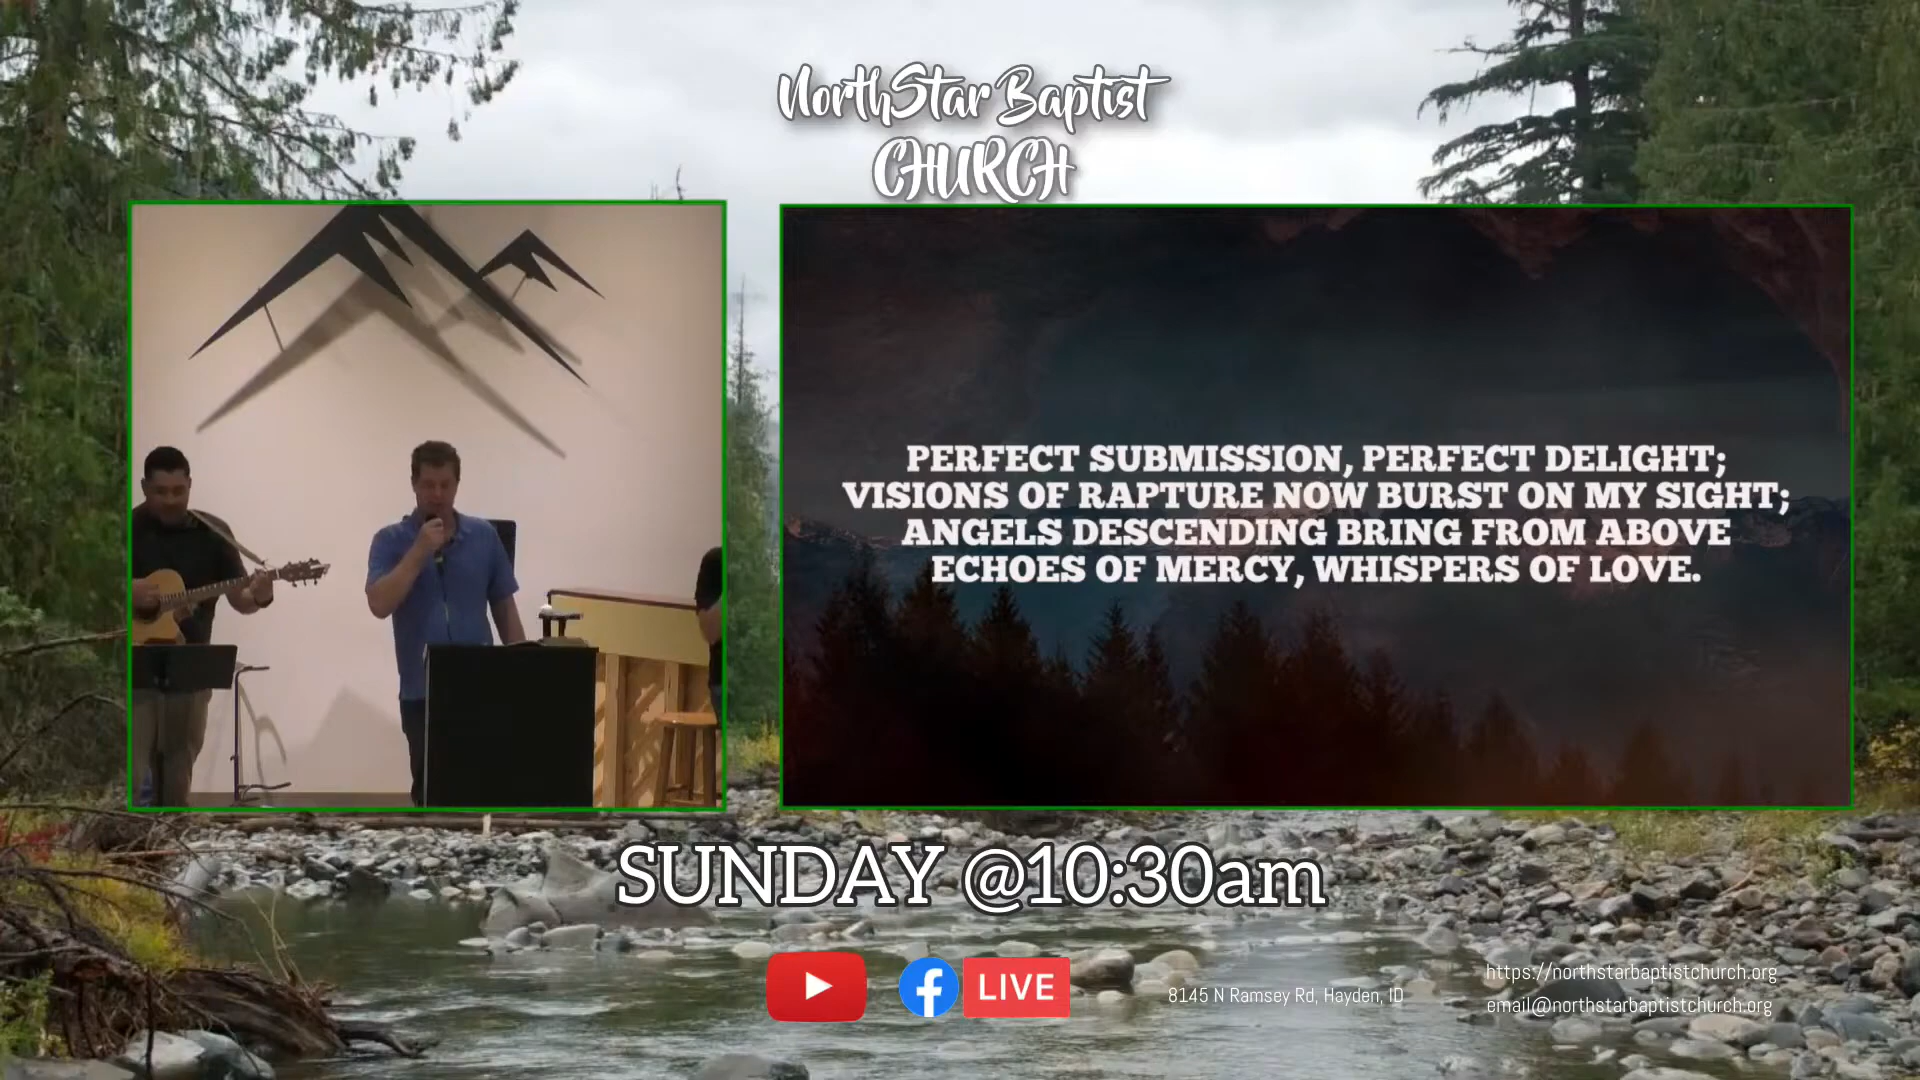 NorthStar Baptist
CHURCH
PERFECT SUBMISSION, PERFECT DELIGHT;
VISIONS OF RAPTURE NOW BURST ON MY SIGHT;
ANGELS DESCENDING BRING FROM ABOVE
ECHOES OF MERCY, WHISPERS OF LOVE.
SUNDAY @10:30am
LIVE
8145 N Ramsey Rd, Hayden, ID
https://northstarbaptistchurch.org
email@northstarbaptistchurch.org